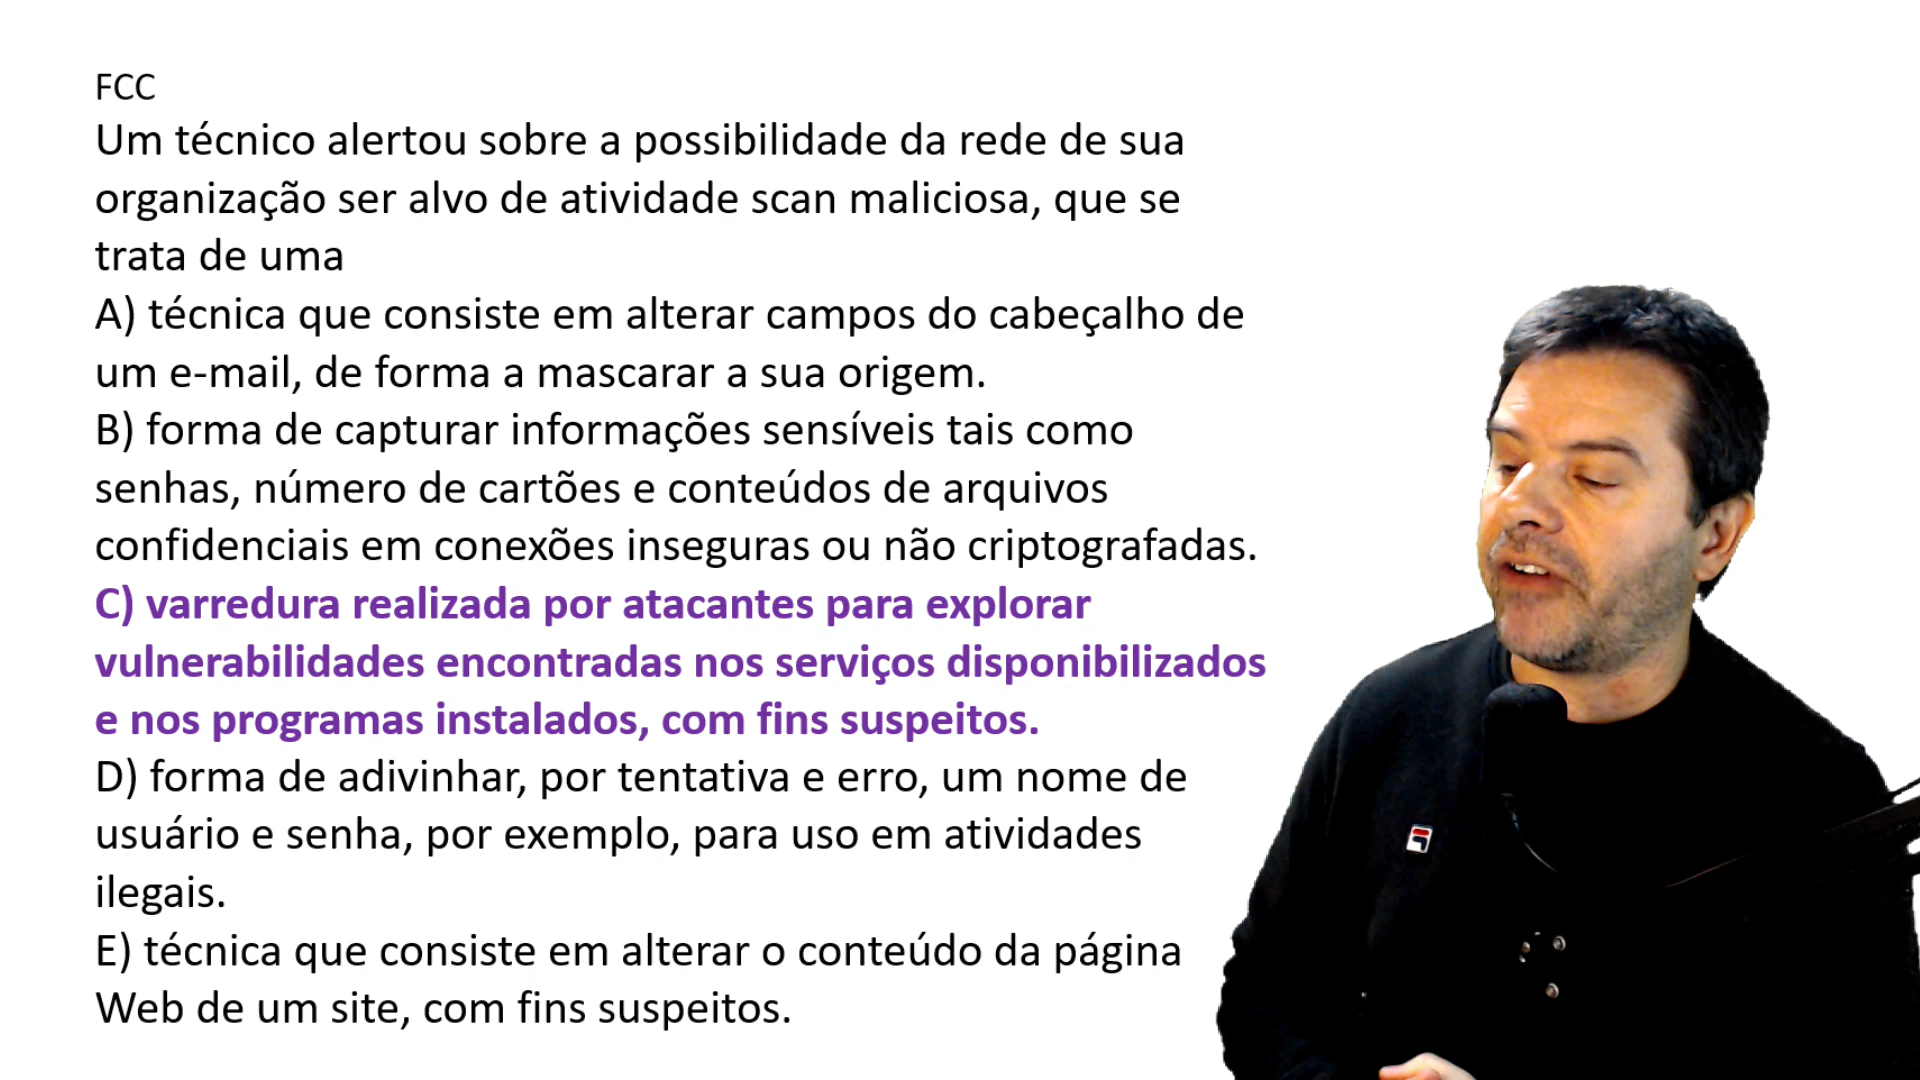 FCC
Um técnico alertou sobre a possibilidade da rede de sua
organização ser alvo de atividade scan maliciosa, que se
trata de uma
A) técnica que consiste em alterar campos do cabeçalho de
um e-mail, de forma a mascarar a sua origem.
B) forma de capturar informações sensíveis tais como
senhas, número de cartões e conteúdos de arquivos
confidenciais em conexões inseguras ou não criptografadas.
C) varredura realizada por atacantes para explorar
vulnerabilidades encontradas nos serviços disponibilizados
e nos programas instalados, com fins suspeitos.
D) forma de adivinhar, por tentativa e erro, um nome de
usuário e senha, por exemplo, para uso em atividades
ilegais.
E) técnica que consiste em alterar o conteúdo da página
Web de um site, com fins suspeitos.